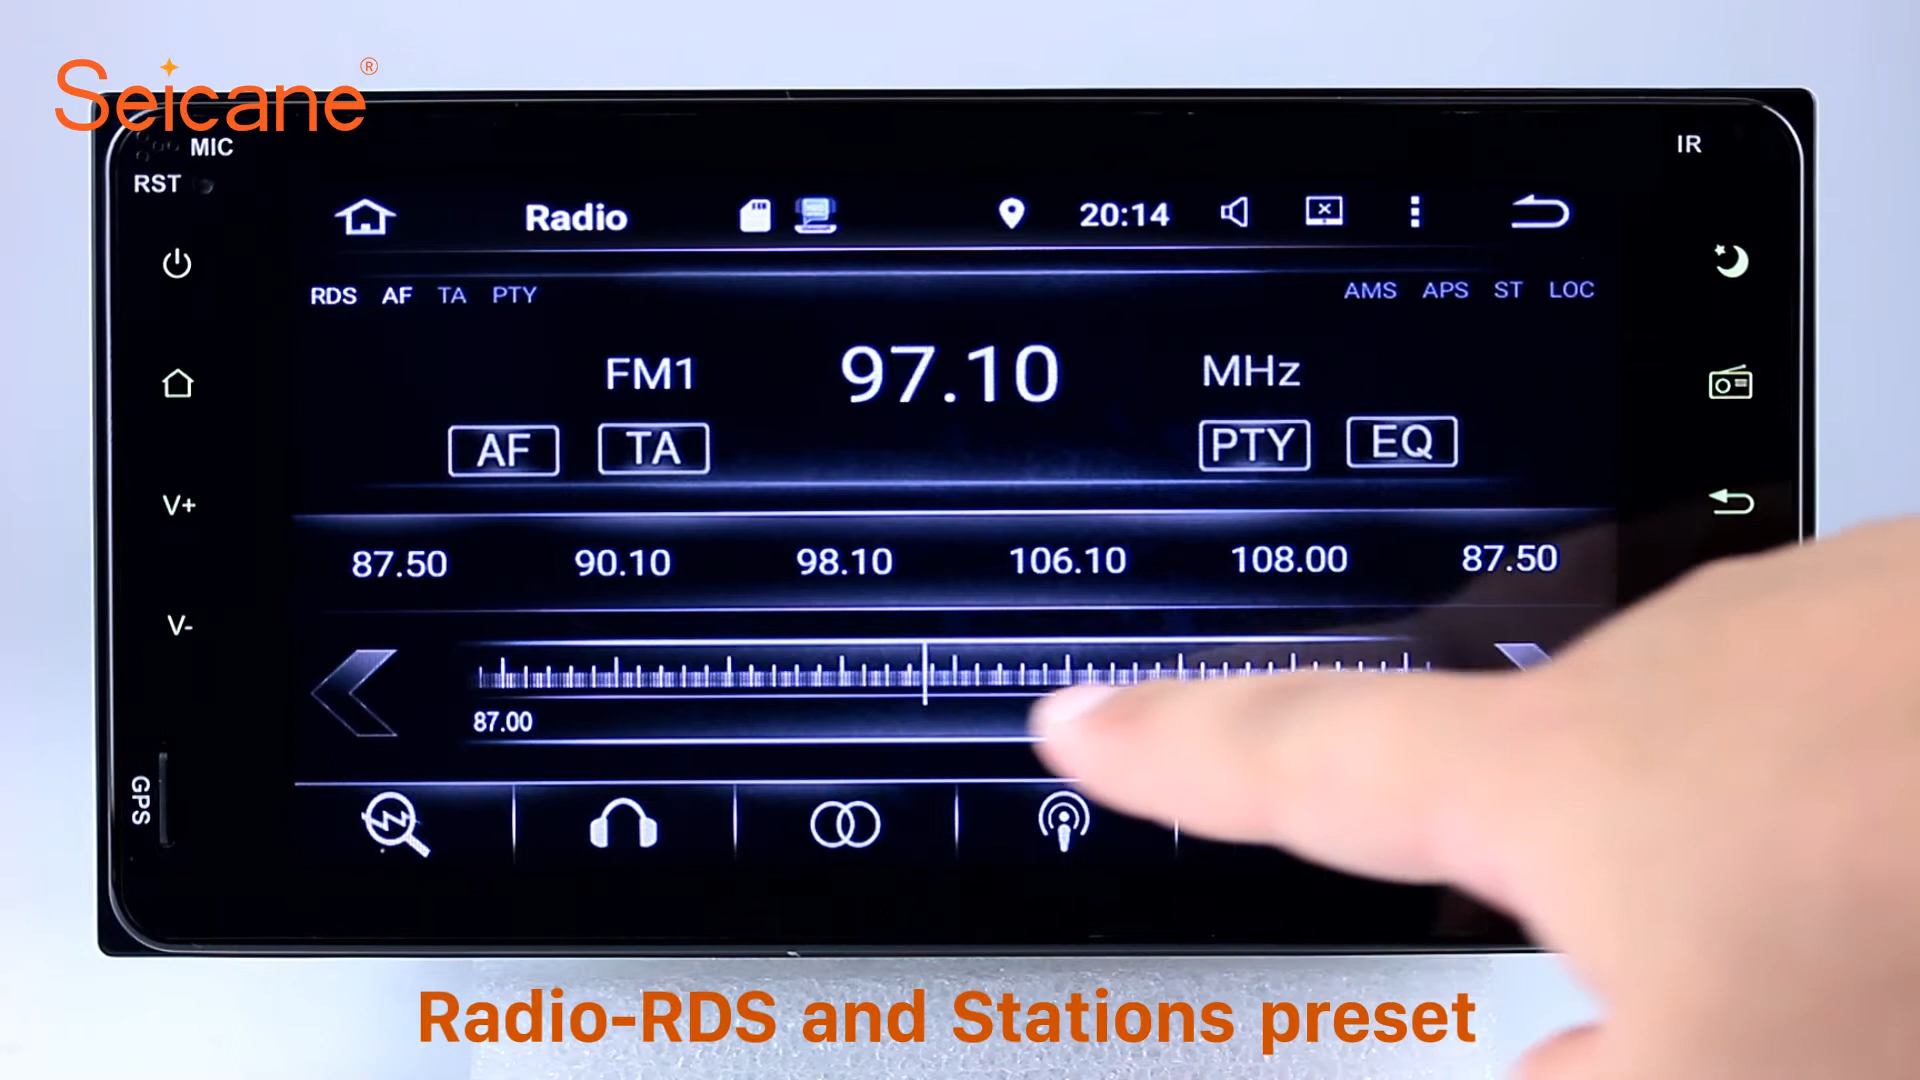 Seicane®
MIC
IR
RST
Radio
20:14
RDS AF TA PTY
AMS APS ST LOC
FM1 97.10 MHz
AF TA PTY EQ
V+
87.50 90.10 98.10 106.10 108.00 87.50
V-
87.00
GPS
Radio-RDS and Stations preset